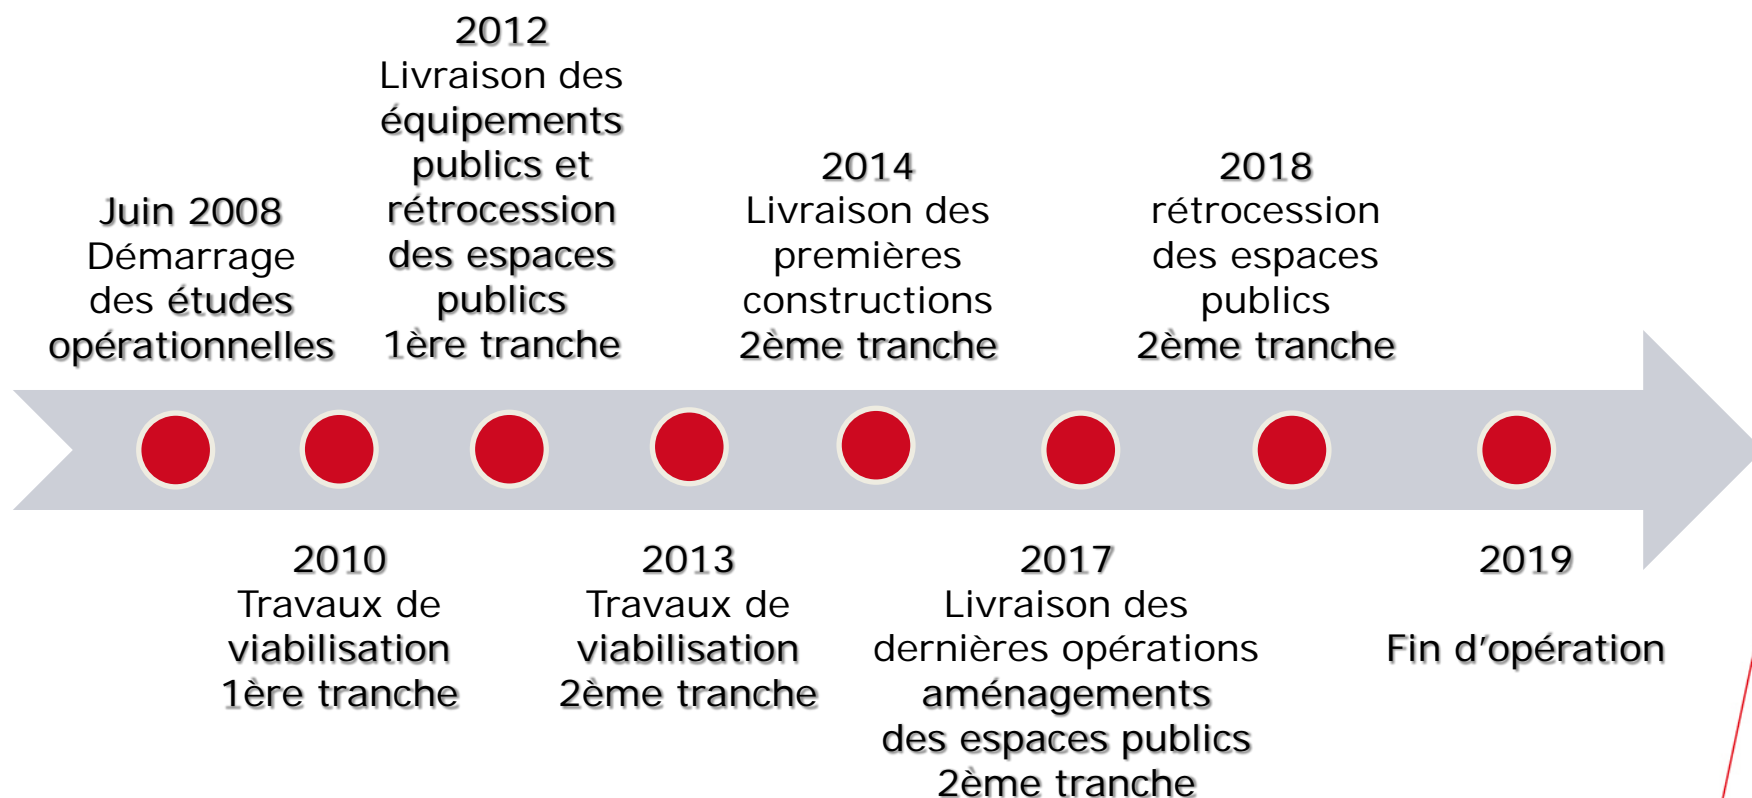 Juin 2008
Démarrage
des études
opérationnelles
2010
Travaux de
viabilisation
1ère tranche
2012
Livraison des
équipements
publics et
rétrocession
des espaces
publics
1ère tranche
2013
Travaux de
viabilisation
2ème tranche
2014
Livraison des
premières
constructions
2ème tranche
2017
Livraison des
dernières opérations
aménagements
des espaces publics
2ème tranche
2018
rétrocession
des espaces
publics
2ème tranche
2019
Fin d’opération